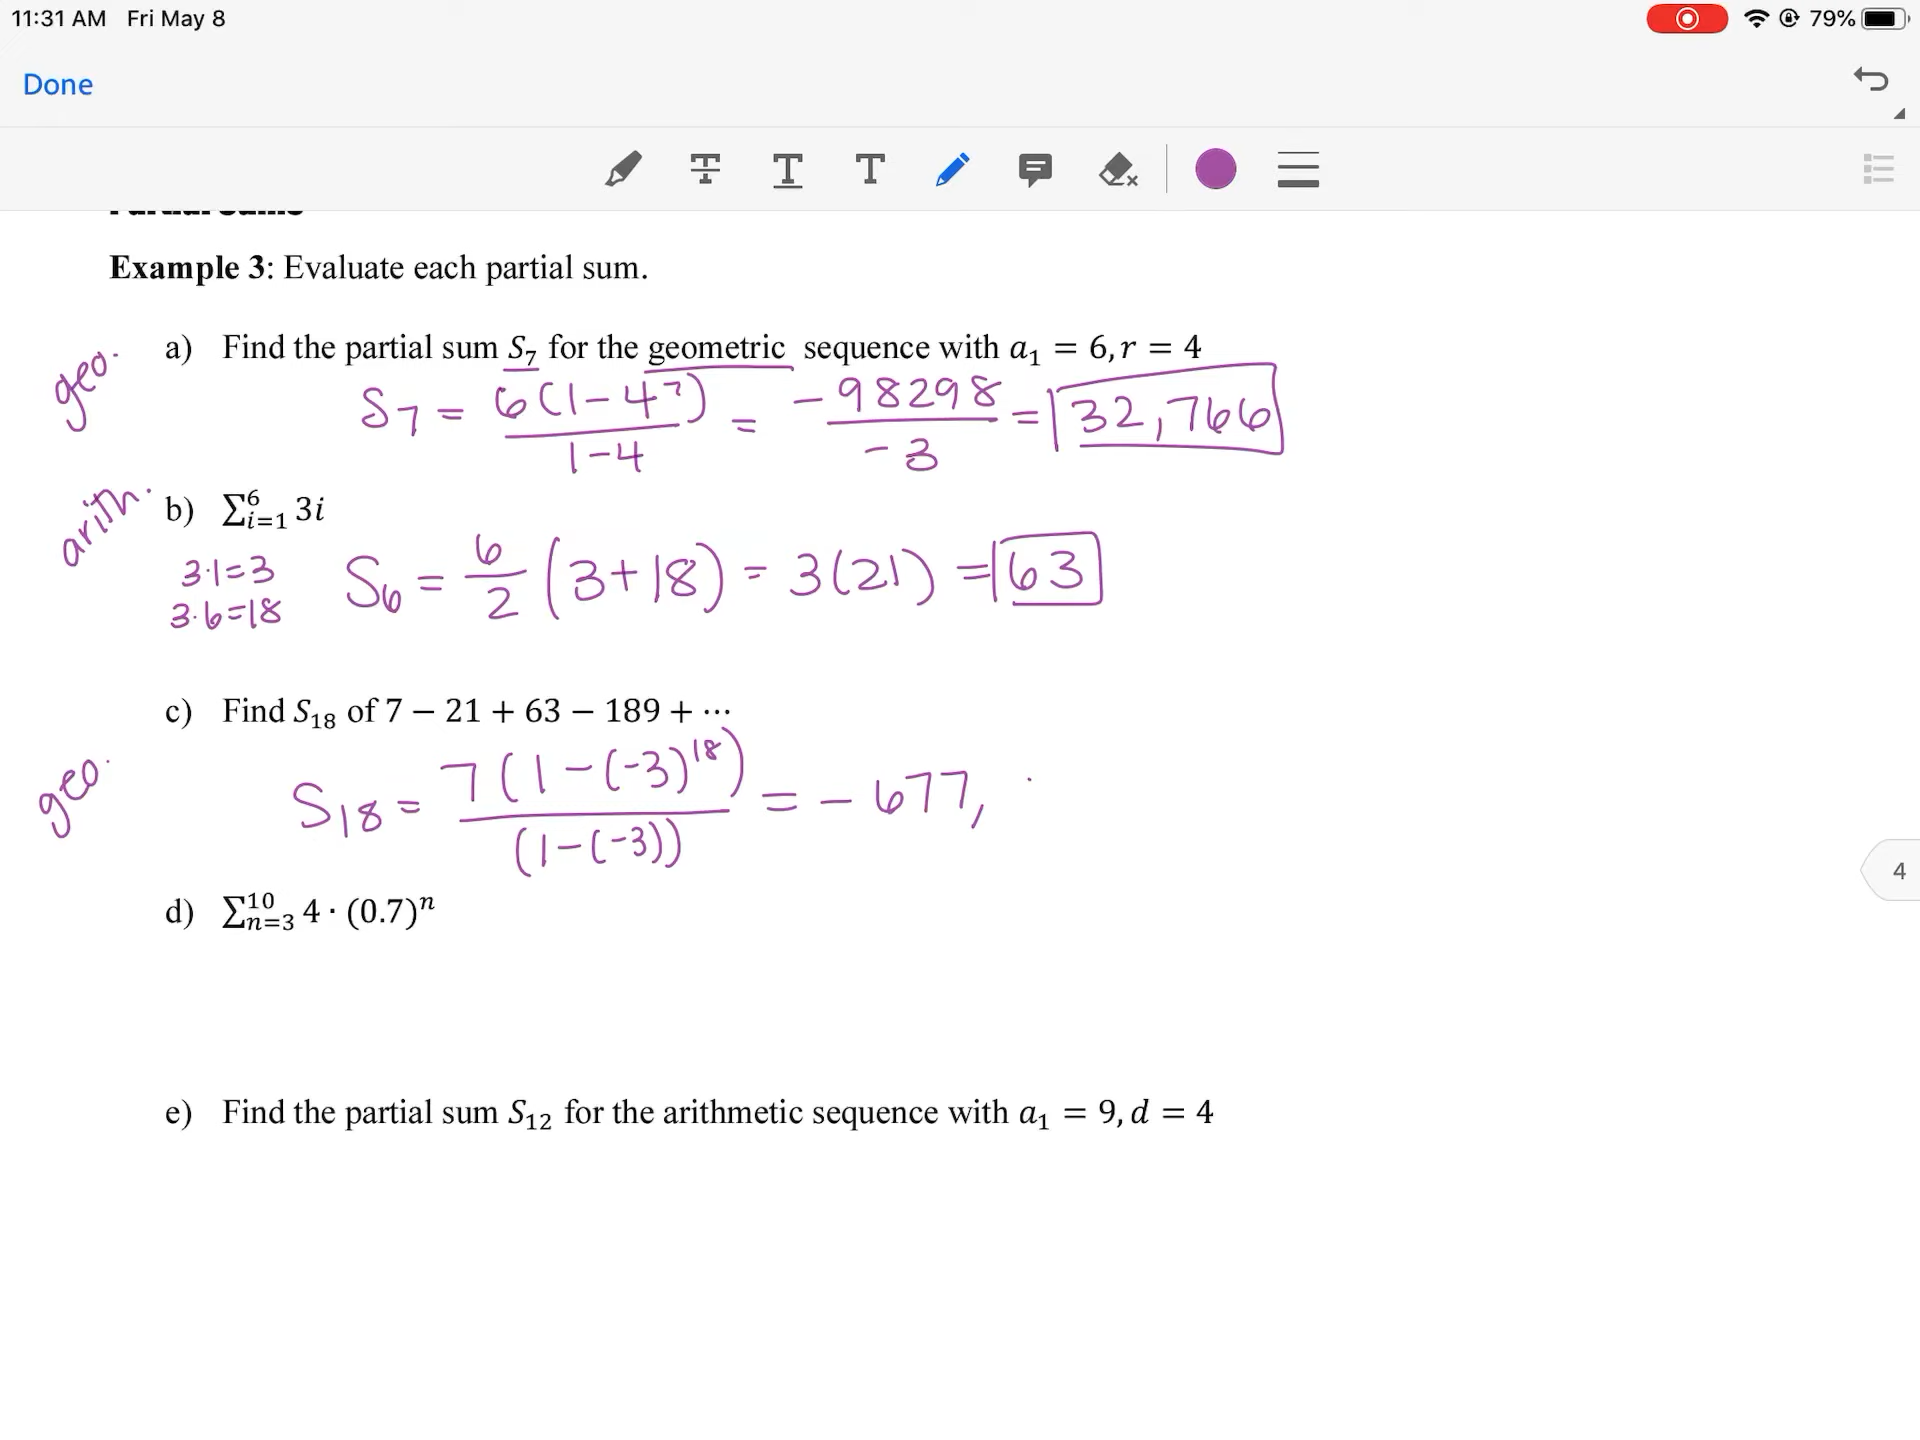 11:31 AM Fri May 8 79%
Done
Partial Sums
Example 3: Evaluate each partial sum.
geo. a) Find the partial sum S₇ for the geometric sequence with a₁ = 6, r = 4
S₇ = 6(1-4⁷)/(1-4) = -98298/-3 = 32,766
arith. b) ∑⁶ᵢ₌₁ 3i
3·1=3
3·6=18
S₆ = 6/2 (3+18) = 3(21) = 63
c) Find S₁₈ of 7 − 21 + 63 − 189 + ⋯
geo. S₁₈ = 7(1-(-3)¹⁸)/(1-(-3)) = -677,
d) ∑¹⁰ₙ₌₃ 4 · (0.7)ⁿ
4
e) Find the partial sum S₁₂ for the arithmetic sequence with a₁ = 9, d = 4